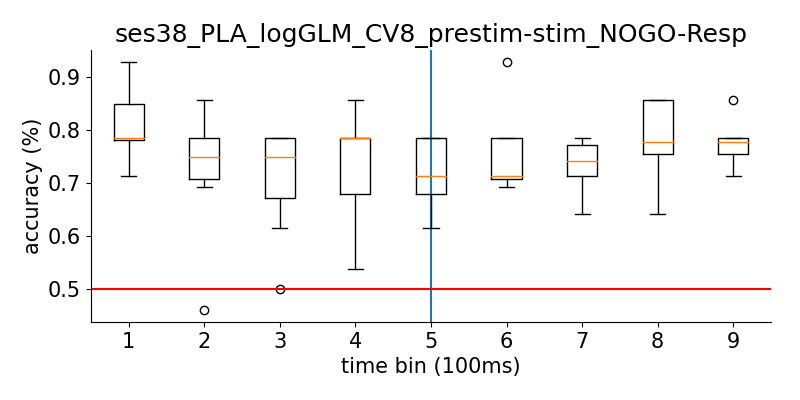 ses38_PLA_logGLM_CV8_prestim-stim_NOGO-Resp
accuracy (%)
0.9
0.8
0.7
0.6
0.5
1 2 3 4 5 6 7 8 9
time bin (100ms)